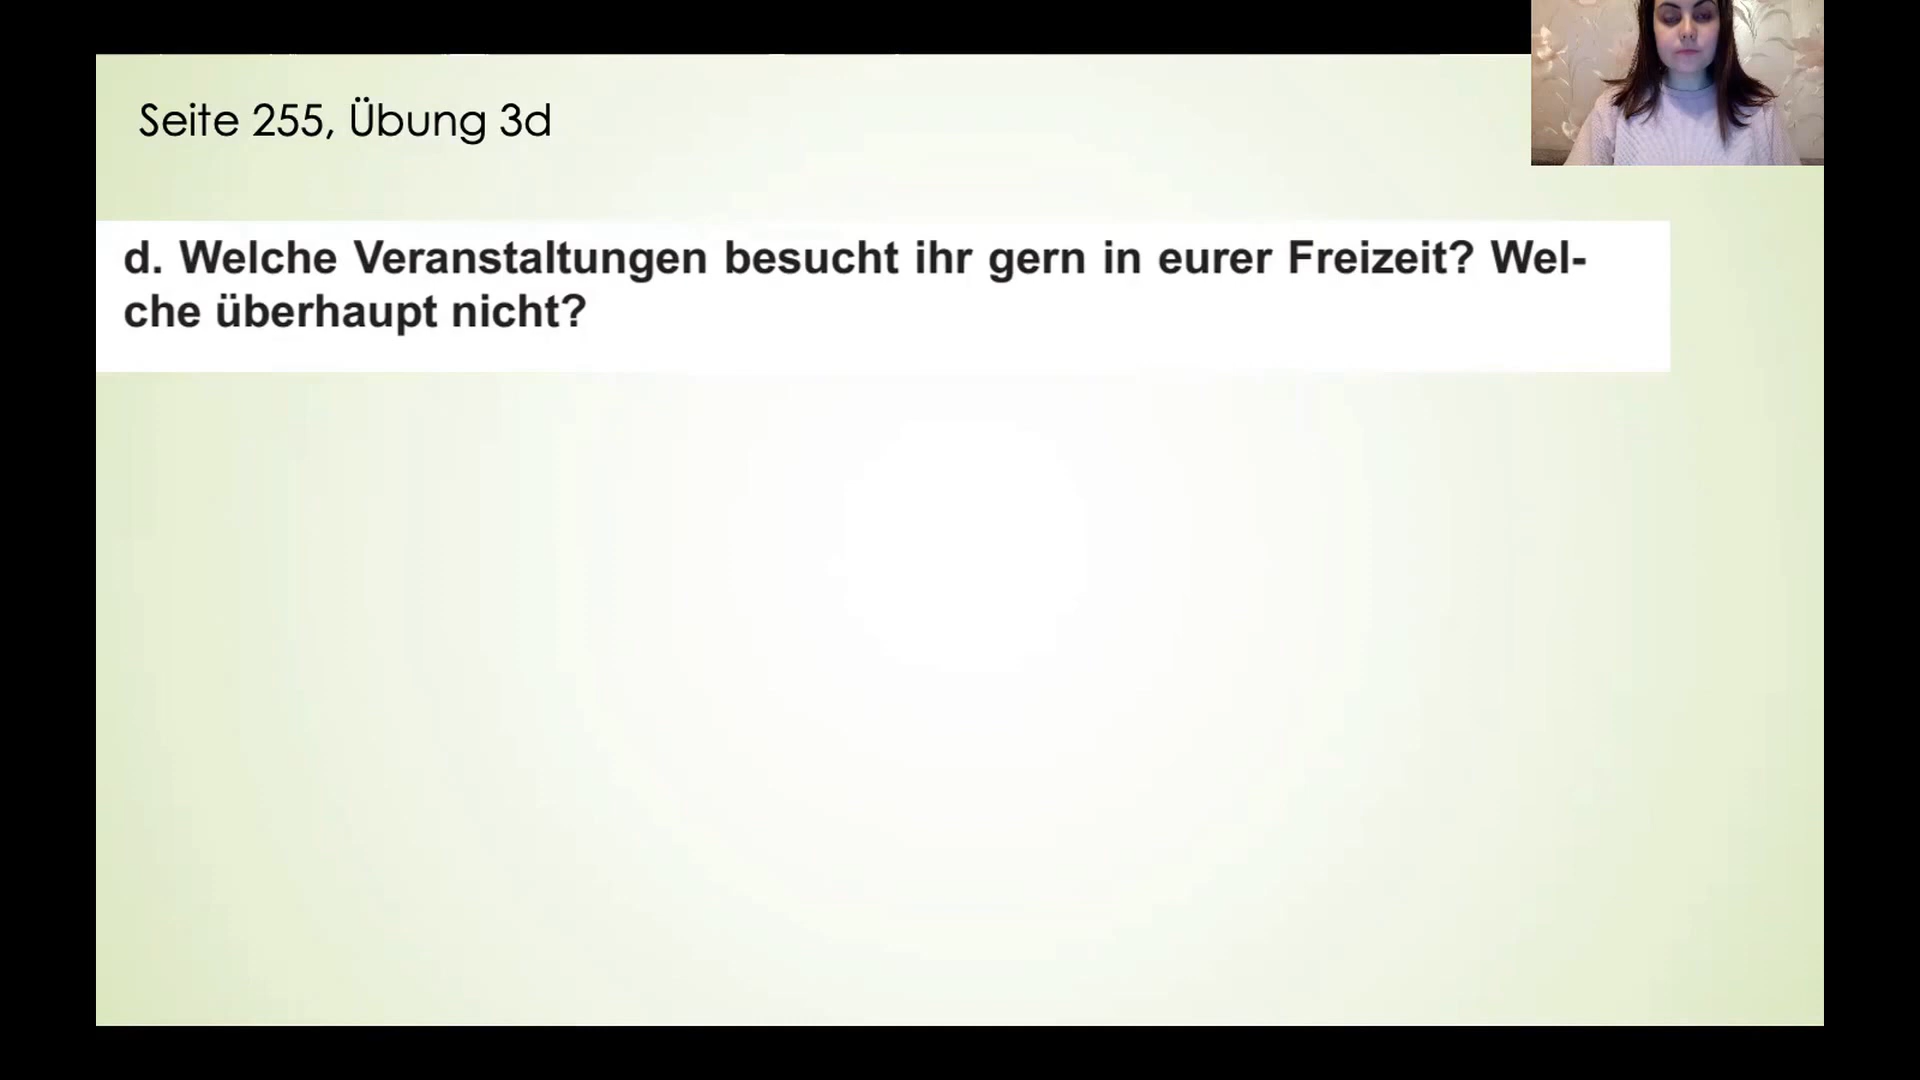 Seite 255, Übung 3d
d. Welche Veranstaltungen besucht ihr gern in eurer Freizeit? Wel-
che überhaupt nicht?